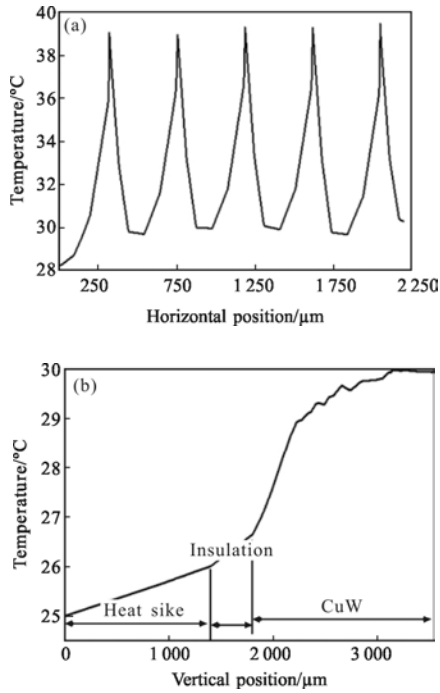 (a)
Temperature/°C
40
38
36
34
32
30
28
250
750
1 250
1 750
2 250
Horizontal position/μm
(b)
Temperature/°C
30
29
28
27
26
25
Insulation
Heat sike
CuW
0
1 000
2 000
3 000
Vertical position/μm